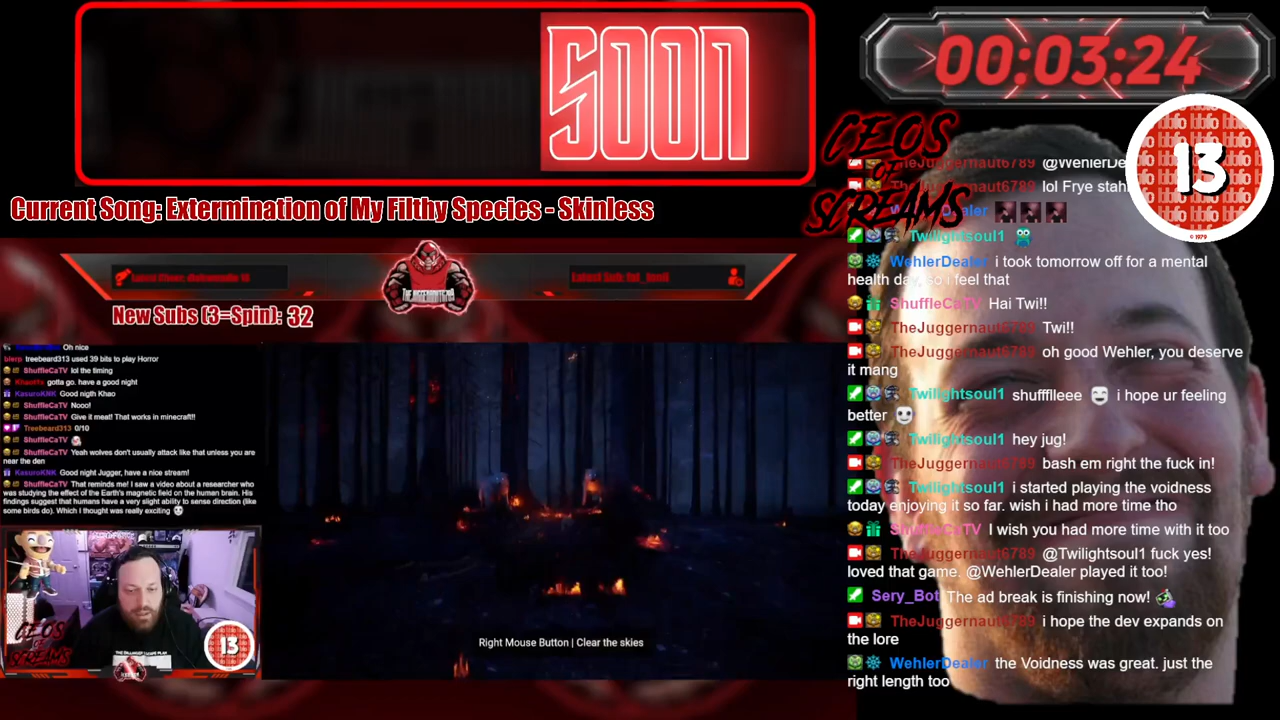 SOON
00:03:24
CEOS
OF
SCREAMS
13
© 1979
Current Song: Extermination of My Filthy Species - Skinless
New Subs (3=Spin): 32
Oh nice
blerp treebeard313 used 39 bits to play Horror
ShuffleCaTV lol the timing
gotta go. have a good night
KasuroKNK Good nigth Khao
ShuffleCaTV Nooo!
ShuffleCaTV Give it meat! That works in minecraft!!
Treebeard313 0/10
ShuffleCaTV
ShuffleCaTV Yeah wolves don't usually attack like that unless you are
near the den
KasuroKNK Good night Jugger, have a nice stream!
ShuffleCaTV That reminds me! I saw a video about a researcher who
was studying the effect of the Earth's magnetic field on the human brain. His
findings suggest that humans have a very slight ability to sense direction (like
some birds do). Which I thought was really exciting
CEOS
OF
SCREAMS
13
Right Mouse Button | Clear the skies
TheJuggernaut6789
lol Frye stah
Twilightsoul1
WehlerDealer i took tomorrow off for a mental
health day, so i feel that
ShuffleCaTV Hai Twi!!
TheJuggernaut6789 Twi!!
TheJuggernaut6789 oh good Wehler, you deserve
it mang
Twilightsoul1 shufffleee i hope ur feeling
better
Twilightsoul1 hey jug!
TheJuggernaut6789 bash em right the fuck in!
Twilightsoul1 i started playing the voidness
today enjoying it so far. wish i had more time tho
ShuffleCaTV I wish you had more time with it too
TheJuggernaut6789 @Twilightsoul1 fuck yes!
loved that game. @WehlerDealer played it too!
Sery_Bot The ad break is finishing now!
TheJuggernaut6789 i hope the dev expands on
the lore
WehlerDealer the Voidness was great. just the
right length too